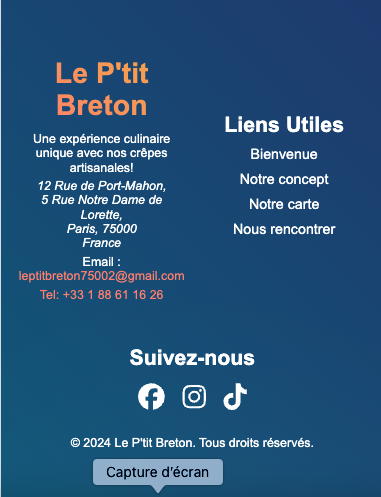 Le P'tit
Breton
Une expérience culinaire
unique avec nos crêpes
artisanales!
12 Rue de Port-Mahon,
5 Rue Notre Dame de
Lorette,
Paris, 75000
France
Email :
leptitbreton75002@gmail.com
Tel: +33 1 88 61 16 26
Liens Utiles
Bienvenue
Notre concept
Notre carte
Nous rencontrer
Suivez-nous
© 2024 Le P'tit Breton. Tous droits réservés.
Capture d’écran